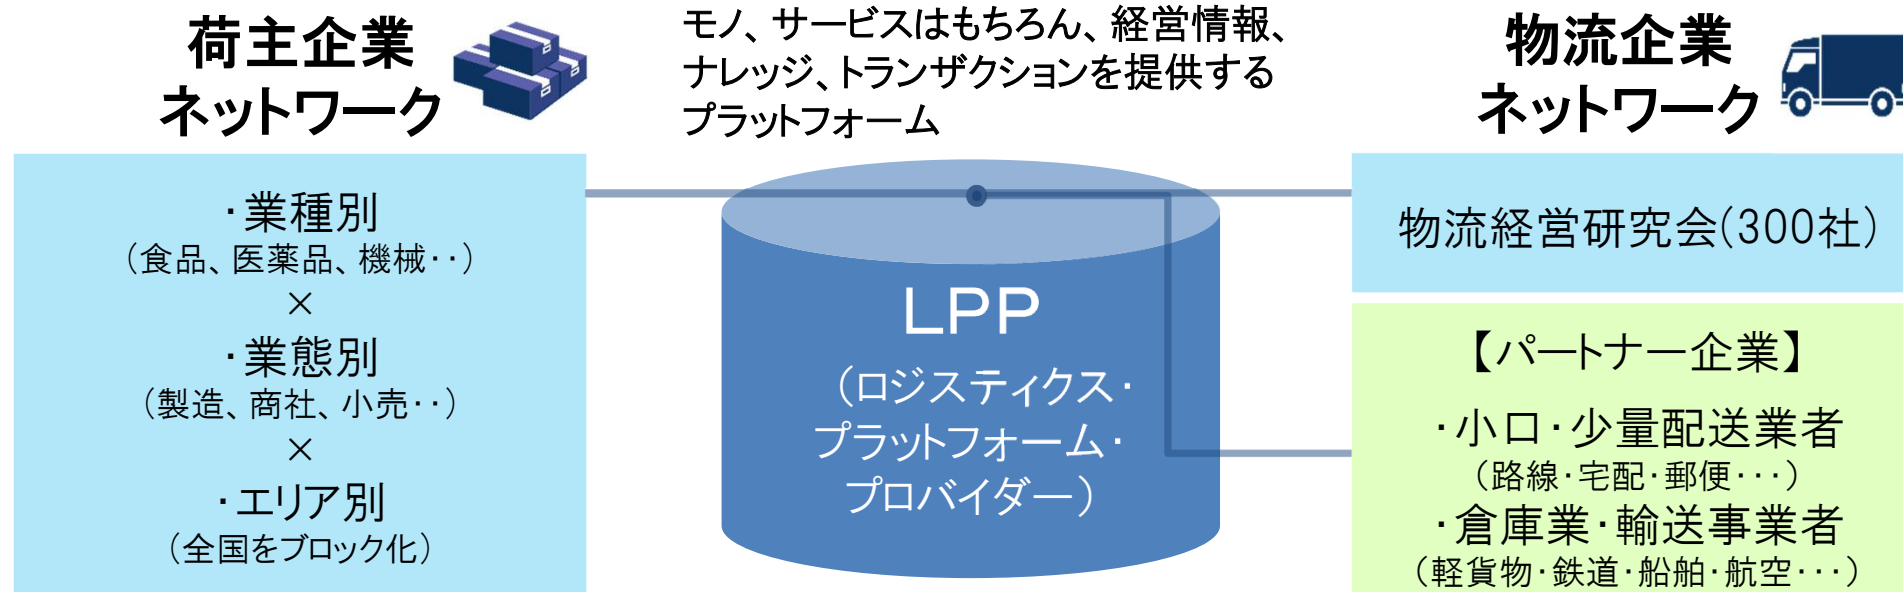 荷主企業
ネットワーク
・業種別
（食品、医薬品、機械‥）
×
・業態別
（製造、商社、小売‥）
×
・エリア別
（全国をブロック化）
モノ、サービスはもちろん、経営情報、
ナレッジ、トランザクションを提供する
プラットフォーム
LPP
（ロジスティクス・
プラットフォーム・
プロバイダー）
物流企業
ネットワーク
物流経営研究会(300社)
【パートナー企業】
・小口・少量配送業者
（路線・宅配・郵便・・・）
・倉庫業・輸送事業者
（軽貨物・鉄道・船舶・航空・・・）